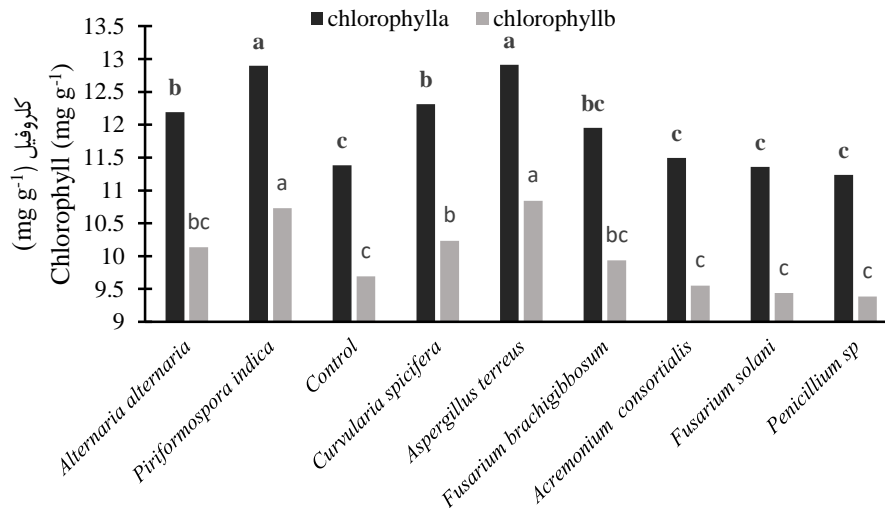 chlorophylla chlorophyllb
کلروفیل (mg g-1)
Chlorophyll (mg g-1)
13.5
13
12.5
12
11.5
11
10.5
10
9.5
9
b
bc
a
a
c
c
b
b
a
a
bc
bc
c
c
c
c
c
c
Alternaria alternaria
Piriformospora indica
Control
Curvularia spicifera
Aspergillus terreus
Fusarium brachigibbosum
Acremonium consortialis
Fusarium solani
Penicillium sp